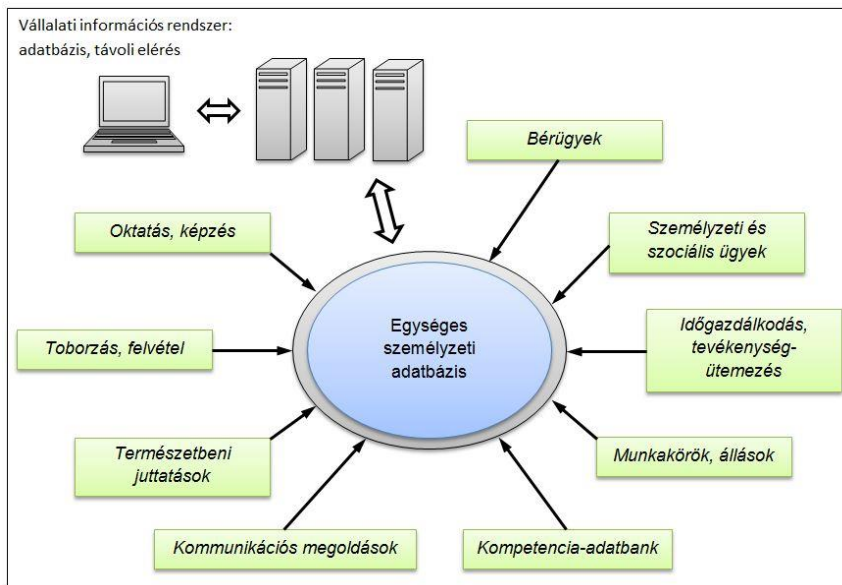 Vállalati információs rendszer:
adatbázis, távoli elérés
Bérügyek
Oktatás, képzés
Személyzeti és
szociális ügyek
Egységes
személyzeti
adatbázis
Toborzás, felvétel
Időgazdálkodás,
tevékenység-
ütemezés
Természetbeni
juttatások
Munkakörök, állások
Kommunikációs megoldások
Kompetencia-adatbank